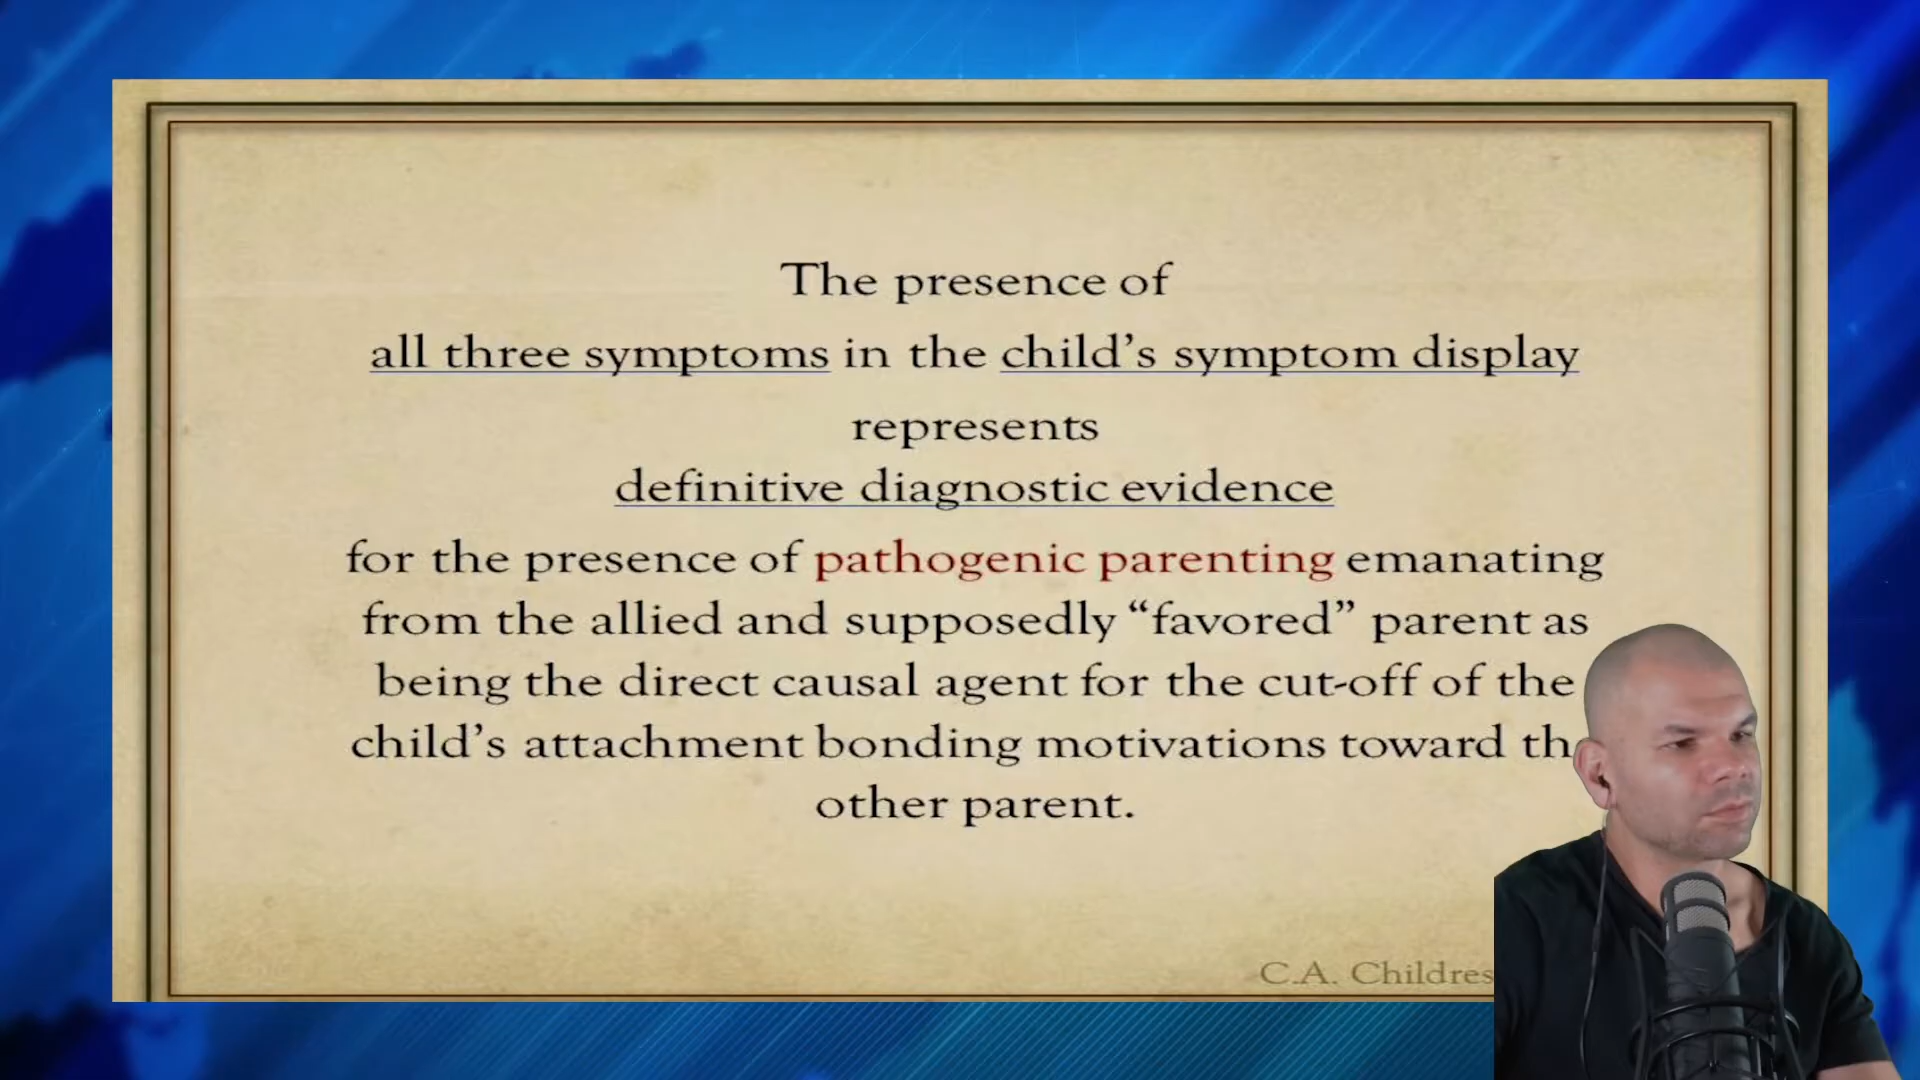 The presence of
all three symptoms in the child’s symptom display
represents
definitive diagnostic evidence
for the presence of pathogenic parenting emanating
from the allied and supposedly “favored” parent as
being the direct causal agent for the cut-off of the
child’s attachment bonding motivations toward
other parent.
C.A.